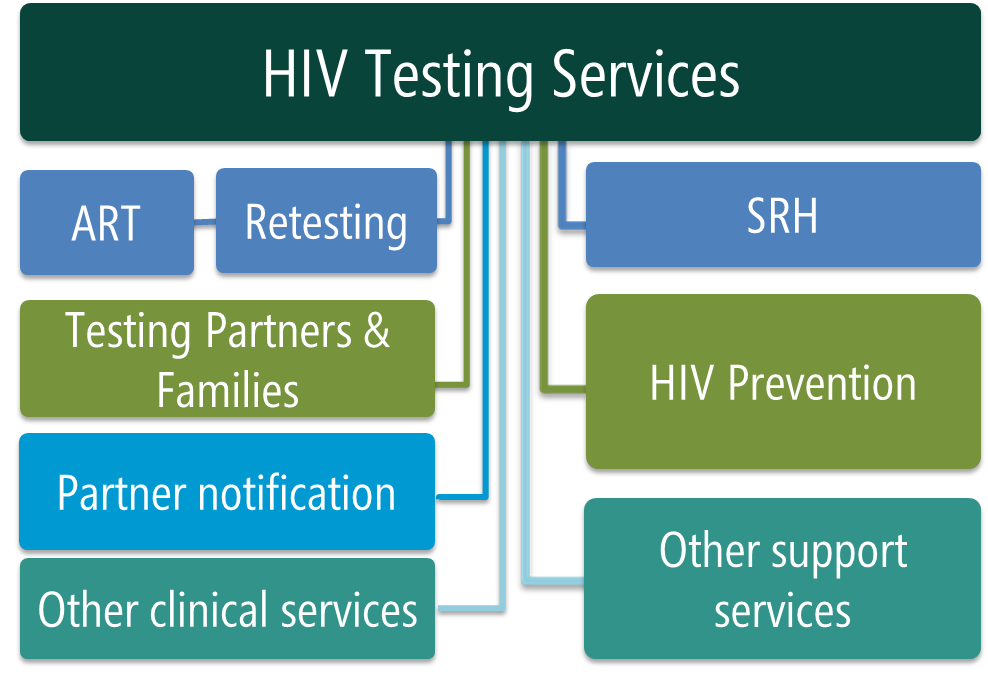 HIV Testing Services
ART
Retesting
SRH
Testing Partners &
Families
HIV Prevention
Partner notification
Other clinical services
Other support
services